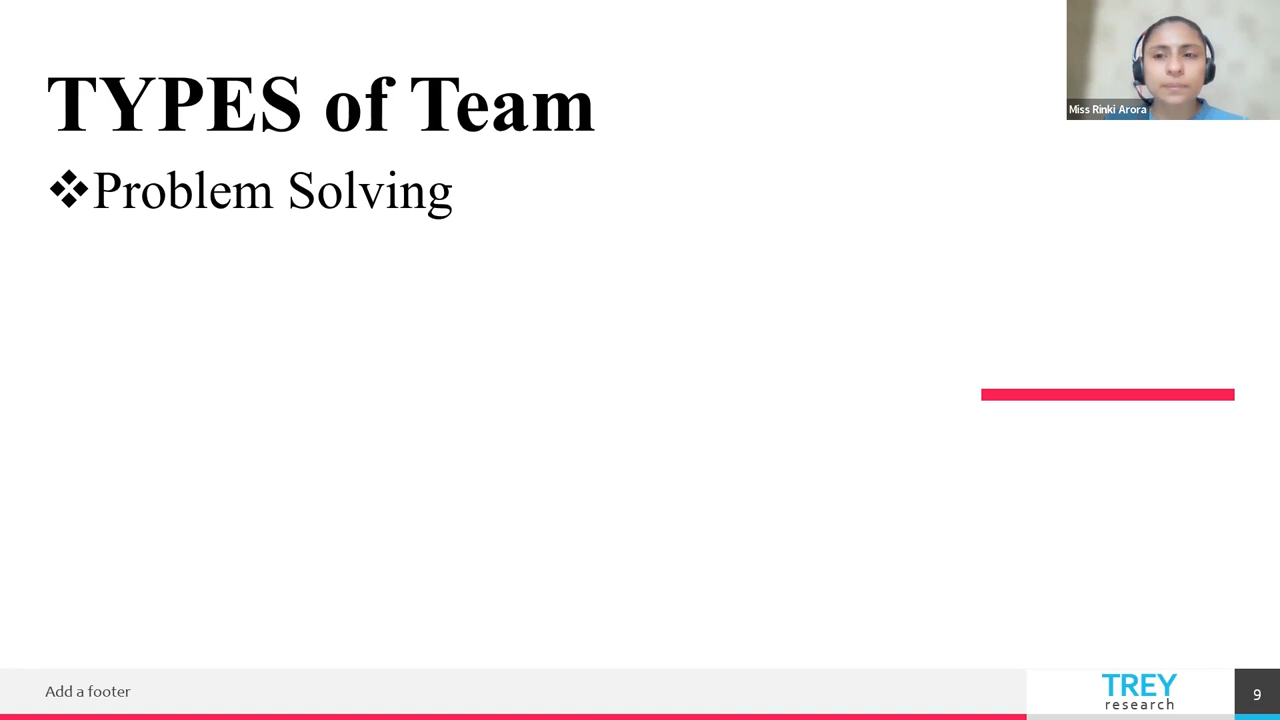 Miss Rinki Arora
TYPES of Team
❖Problem Solving
Add a footer
TREY
research
9